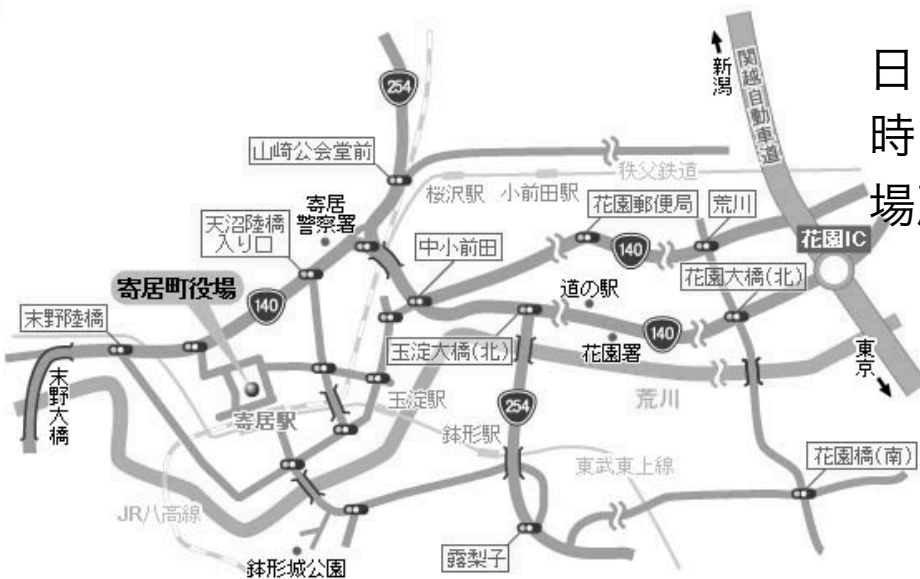 日
時
場
新潟
関越自動車道
254
山崎公会堂前
秩父鉄道
桜沢駅
小前田駅
寄居
警察署
天沼陸橋
入り口
花園郵便局
荒川
140
花園IC
中小前田
花園大橋(北)
寄居町役場
140
道の駅
末野陸橋
玉淀大橋(北)
花園署
140
東京
末野大橋
玉淀駅
254
荒川
寄居駅
鉢形駅
東武東上線
花園橋(南)
JR八高線
鉢形城公園
露梨子